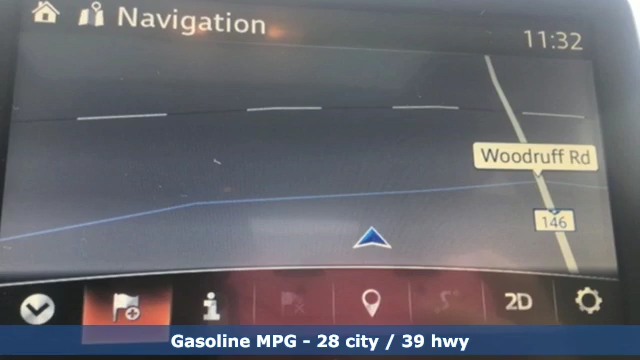 Navigation
11:32
Woodruff Rd
146
2D
Gasoline MPG - 28 city / 39 hwy